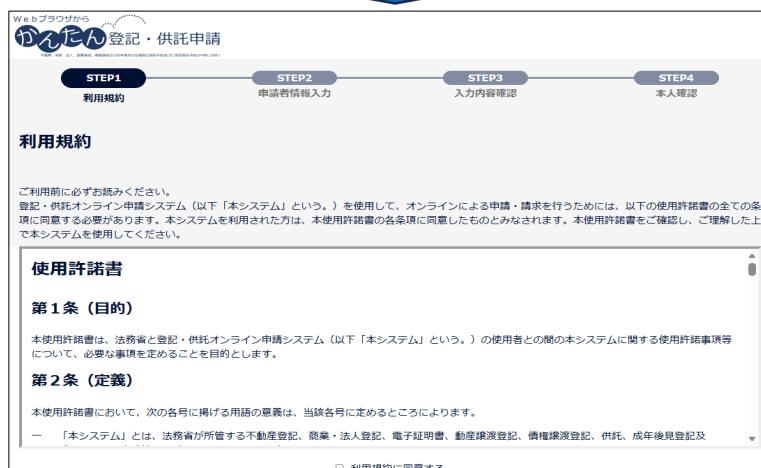 Webブラウザから
かんたん登記・供託申請
STEP1
STEP2
STEP3
STEP4
利用規約
申請者情報入力
入力内容確認
本人確認
利用規約
ご利用前に必ずお読みください。
登記・供託オンライン申請システム（以下「本システム」という。）を使用して、オンラインによる申請・請求を行うためには、以下の使用許諾書の全ての条
項に同意する必要があります。本システムを利用された方は、本使用許諾書の各条項に同意したものとみなされます。本使用許諾書をご確認し、ご理解した上
で本システムを使用してください。
使用許諾書
第１条（目的）
本使用許諾書は、法務省と登記・供託オンライン申請システム（以下「本システム」という。）の使用者との間の本システムに関する使用許諾事項等
について、必要な事項を定めることを目的とします。
第２条（定義）
本使用許諾書において、次の各号に掲げる用語の意義は、当該各号に定めるところによります。
一　「本システム」とは、法務省が所管する不動産登記、商業・法人登記、電子証明書、動産譲渡登記、債権譲渡登記、供託、成年後見登記及
利用規約に同意する